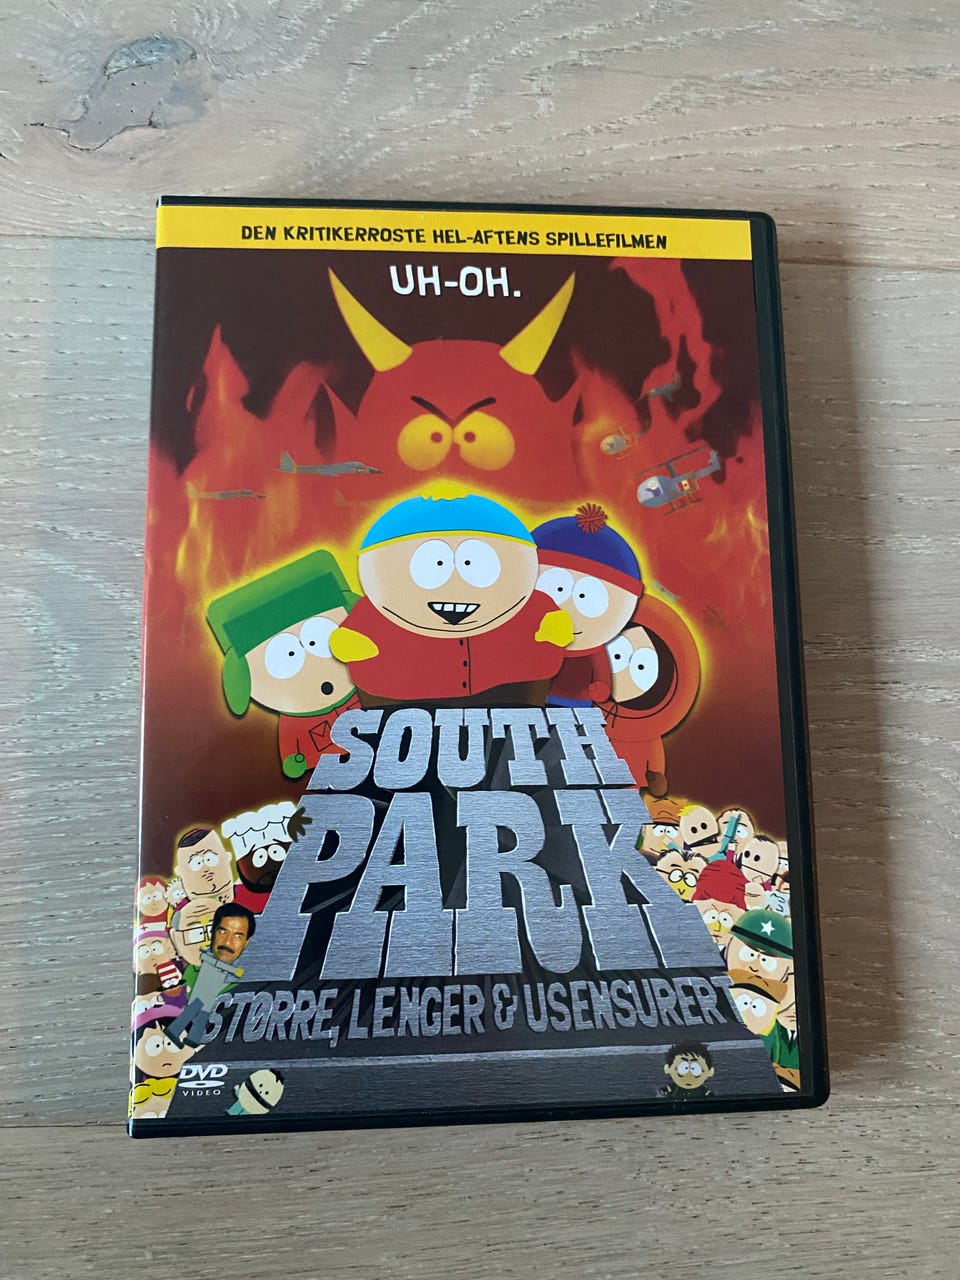 DEN KRITIKERROSTE HEL-AFTENS SPILLEFILMEN
UH-OH.
SOUTH
PARK
STØRRE, LENGER & USENSURERT
DVD
VIDEO